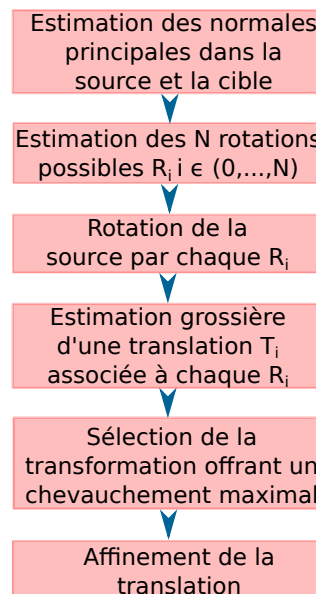 Estimation des normales
principales dans la
source et la cible
Estimation des N rotations
possibles Rᵢ i ϵ (0,...,N)
Rotation de la
source par chaque Rᵢ
Estimation grossière
d'une translation Tᵢ
associée à chaque Rᵢ
Sélection de la
transformation offrant un
chevauchement maximal
Affinement de la
translation